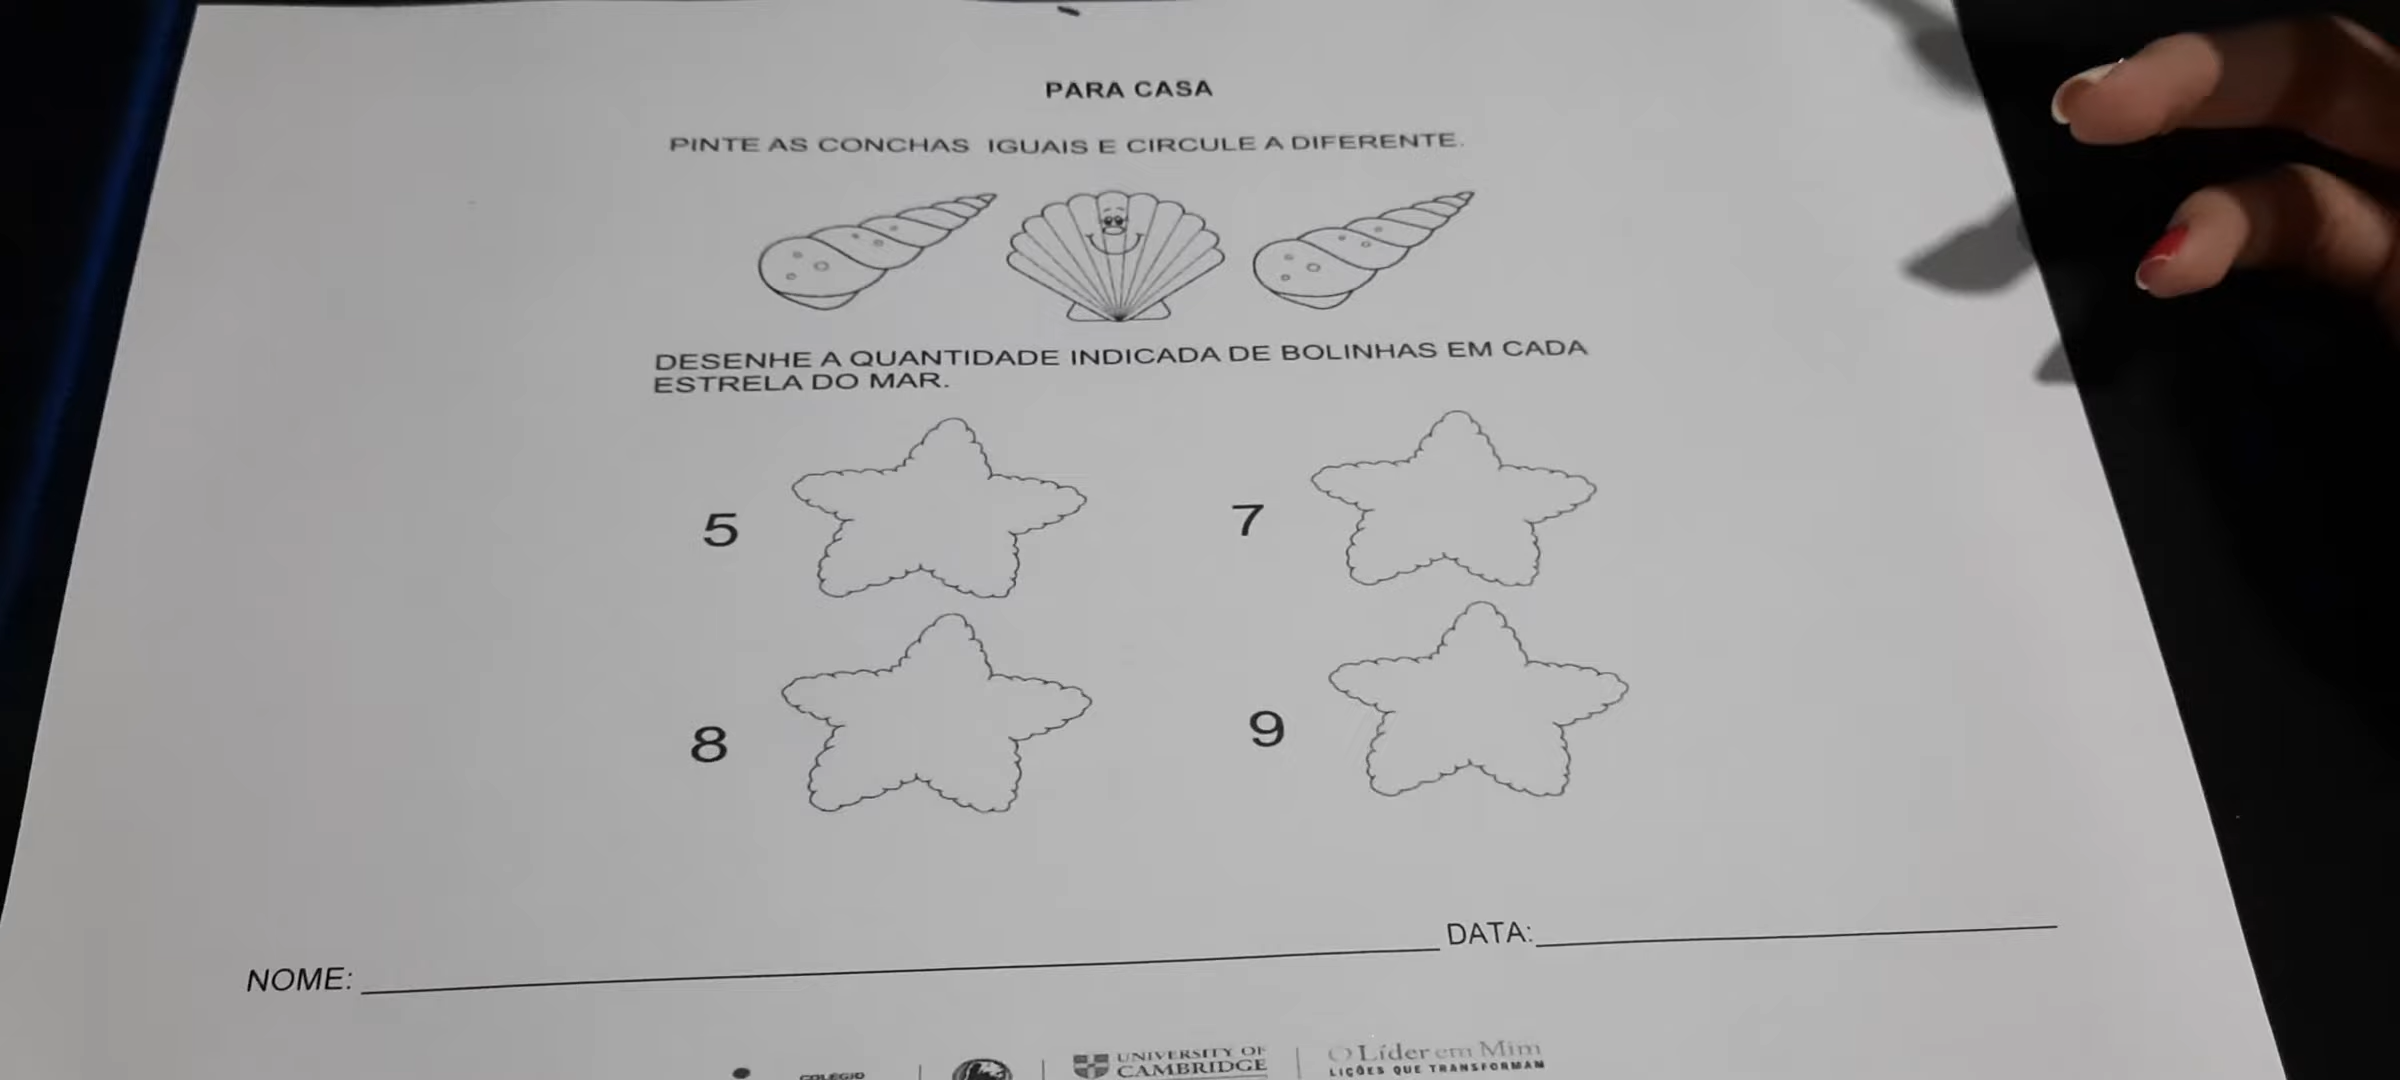 PARA CASA
PINTE AS CONCHAS IGUAIS E CIRCULE A DIFERENTE.
DESENHE A QUANTIDADE INDICADA DE BOLINHAS EM CADA
ESTRELA DO MAR.
5
7
8
9
NOME: DATA:
COLÉGIO
UNIVERSITY OF
CAMBRIDGE
O Líder em Mim
LIÇÕES QUE TRANSFORMAM